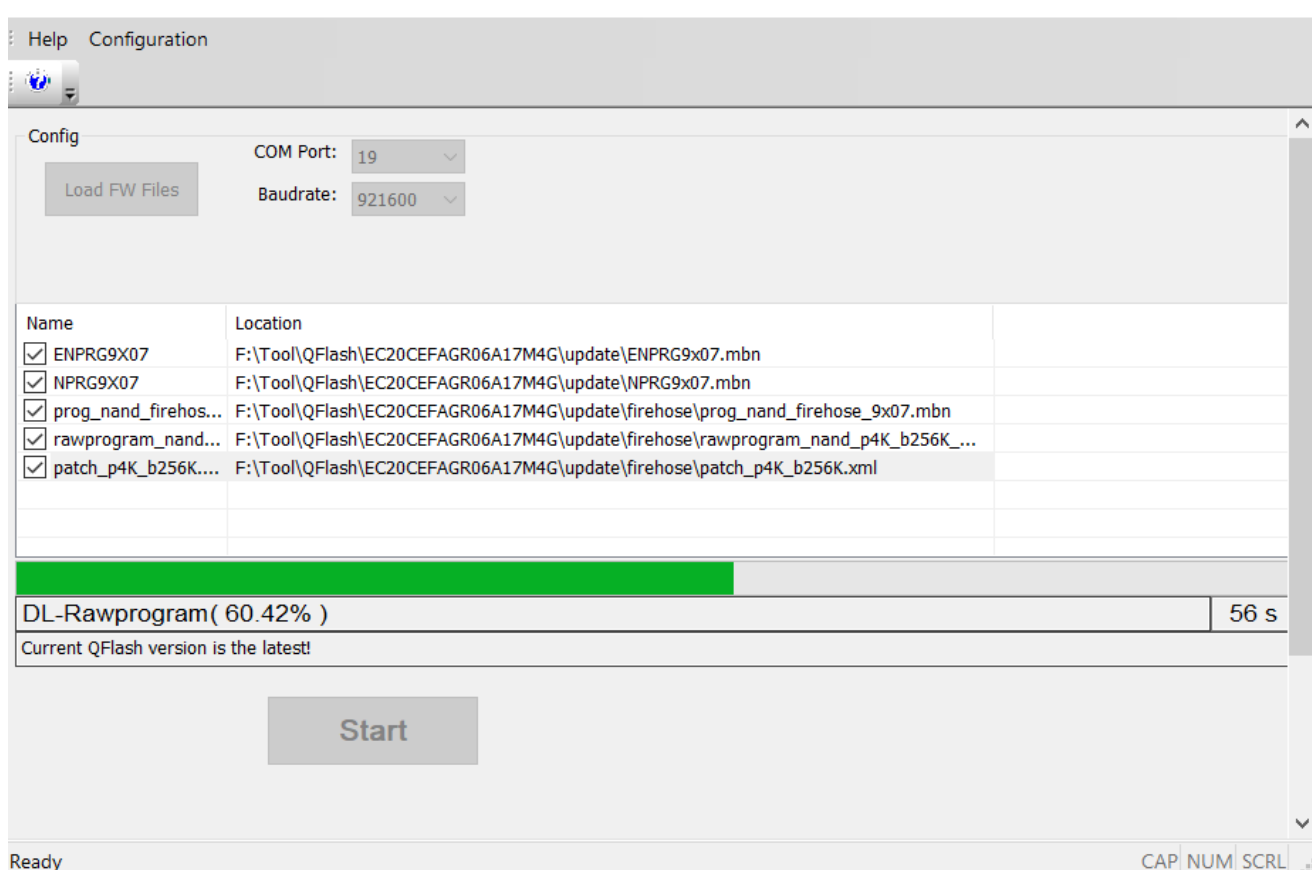 Help Configuration
Config
Load FW Files
COM Port: 19
Baudrate: 921600
Name Location
ENPRG9X07 F:\Tool\QFlash\EC20CEFAGR06A17M4G\update\ENPRG9x07.mbn
NPRG9X07 F:\Tool\QFlash\EC20CEFAGR06A17M4G\update\NPRG9x07.mbn
prog_nand_firehos... F:\Tool\QFlash\EC20CEFAGR06A17M4G\update\firehose\prog_nand_firehose_9x07.mbn
rawprogram_nand... F:\Tool\QFlash\EC20CEFAGR06A17M4G\update\firehose\rawprogram_nand_p4K_b256K_...
patch_p4K_b256K.... F:\Tool\QFlash\EC20CEFAGR06A17M4G\update\firehose\patch_p4K_b256K.xml
DL-Rawprogram( 60.42% ) 56 s
Current QFlash version is the latest!
Start
Ready CAP NUM SCRL